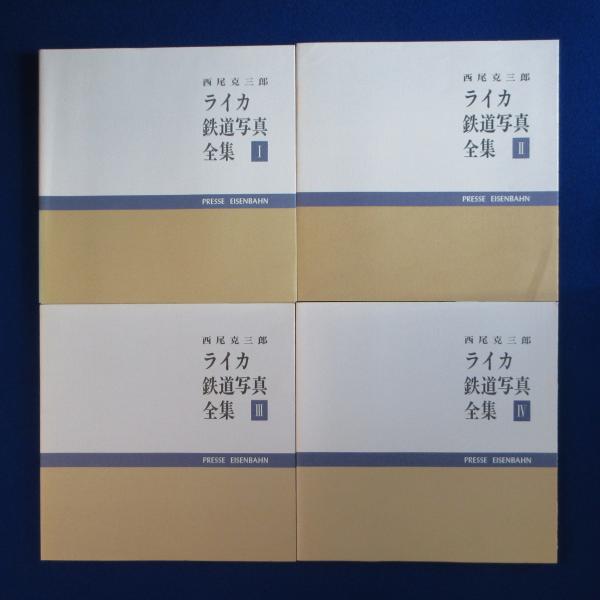 西尾克三郎
ライカ
鉄道写真
全集 I
PRESSE EISENBAHN
西尾克三郎
ライカ
鉄道写真
全集 II
PRESSE EISENBAHN
西尾克三郎
ライカ
鉄道写真
全集 III
PRESSE EISENBAHN
西尾克三郎
ライカ
鉄道写真
全集 IV
PRESSE EISENBAHN